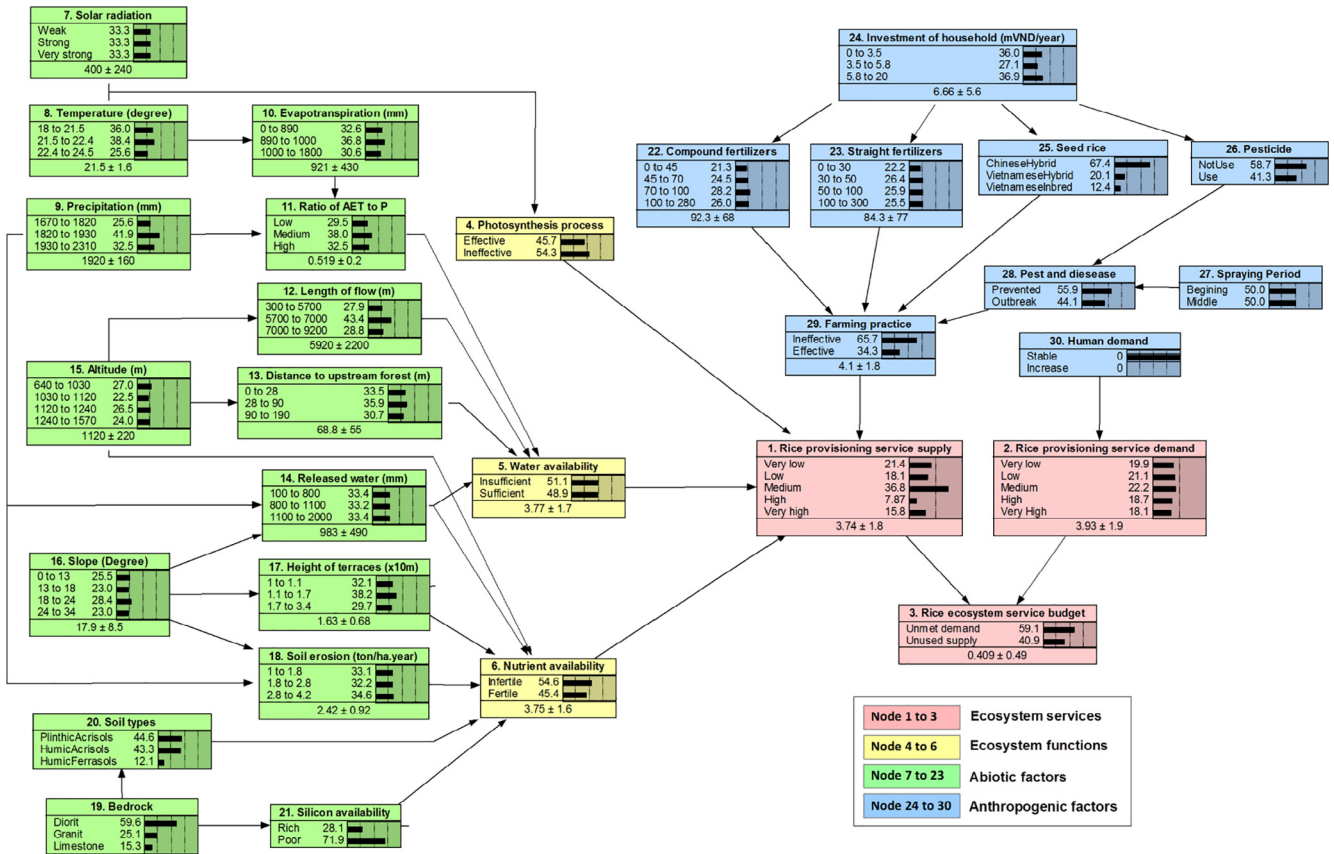 7. Solar radiation
Weak 33.3
Strong 33.3
Very strong 33.3
400 ± 240
8. Temperature (degree)
18 to 21.5 36.0
21.5 to 22.4 38.4
22.4 to 24.5 25.6
21.5 ± 1.6
10. Evapotranspiration (mm)
0 to 890 32.6
890 to 1000 36.8
1000 to 1800 30.6
921 ± 430
9. Precipitation (mm)
1670 to 1820 25.6
1820 to 1930 41.9
1930 to 2310 32.5
1920 ± 160
11. Ratio of AET to P
Low 29.5
Medium 38.0
High 32.5
0.519 ± 0.2
12. Length of flow (m)
300 to 5700 27.9
5700 to 7000 43.4
7000 to 9200 28.8
5920 ± 2200
15. Altitude (m)
640 to 1030 27.0
1030 to 1120 22.5
1120 to 1240 26.5
1240 to 1570 24.0
1120 ± 220
13. Distance to upstream forest (m)
0 to 28 33.5
28 to 90 35.9
90 to 190 30.7
68.8 ± 55
14. Released water (mm)
100 to 800 33.4
800 to 1100 33.2
1100 to 2000 33.4
983 ± 490
16. Slope (Degree)
0 to 13 25.5
13 to 18 23.0
18 to 24 28.4
24 to 34 23.0
17.9 ± 8.5
17. Height of terraces (x10m)
1 to 1.1 32.1
1.1 to 1.7 38.2
1.7 to 3.4 29.7
1.63 ± 0.68
18. Soil erosion (ton/ha.year)
1 to 1.8 33.1
1.8 to 2.8 32.2
2.8 to 4.2 34.6
2.42 ± 0.92
20. Soil types
PlinthicAcrisols 44.6
HumicAcrisols 43.3
HumicFerrasols 12.1
19. Bedrock
Diorit 59.6
Granit 25.1
Limestone 15.3
21. Silicon availability
Rich 28.1
Poor 71.9
4. Photosynthesis process
Effective 45.7
Ineffective 54.3
5. Water availability
Insufficient 51.1
Sufficient 48.9
3.77 ± 1.7
6. Nutrient availability
Infertile 54.6
Fertile 45.4
3.75 ± 1.6
24. Investment of household (mVND/year)
0 to 3.5 36.0
3.5 to 5.8 27.1
5.8 to 20 36.9
6.66 ± 5.6
22. Compound fertilizers
0 to 45 21.3
45 to 70 24.5
70 to 100 28.2
100 to 280 26.0
92.3 ± 68
23. Straight fertilizers
0 to 30 22.2
30 to 50 26.4
50 to 100 25.9
100 to 300 25.5
84.3 ± 77
25. Seed rice
ChineseHybrid 67.4
VietnameseHybrid 20.1
VietnameseInbred 12.4
26. Pesticide
NotUse 58.7
Use 41.3
28. Pest and diesease
Prevented 55.9
Outbreak 44.1
27. Spraying Period
Begining 50.0
Middle 50.0
29. Farming practice
Ineffective 65.7
Effective 34.3
4.1 ± 1.8
30. Human demand
Stable 0
Increase 0
1. Rice provisioning service supply
Very low 21.4
Low 18.1
Medium 36.8
High 7.87
Very high 15.8
3.74 ± 1.8
2. Rice provisioning service demand
Very low 19.9
Low 21.1
Medium 22.2
High 18.7
Very High 18.1
3.93 ± 1.9
3. Rice ecosystem service budget
Unmet demand 59.1
Unused supply 40.9
0.409 ± 0.49
Node 1 to 3 Ecosystem services
Node 4 to 6 Ecosystem functions
Node 7 to 23 Abiotic factors
Node 24 to 30 Anthropogenic factors